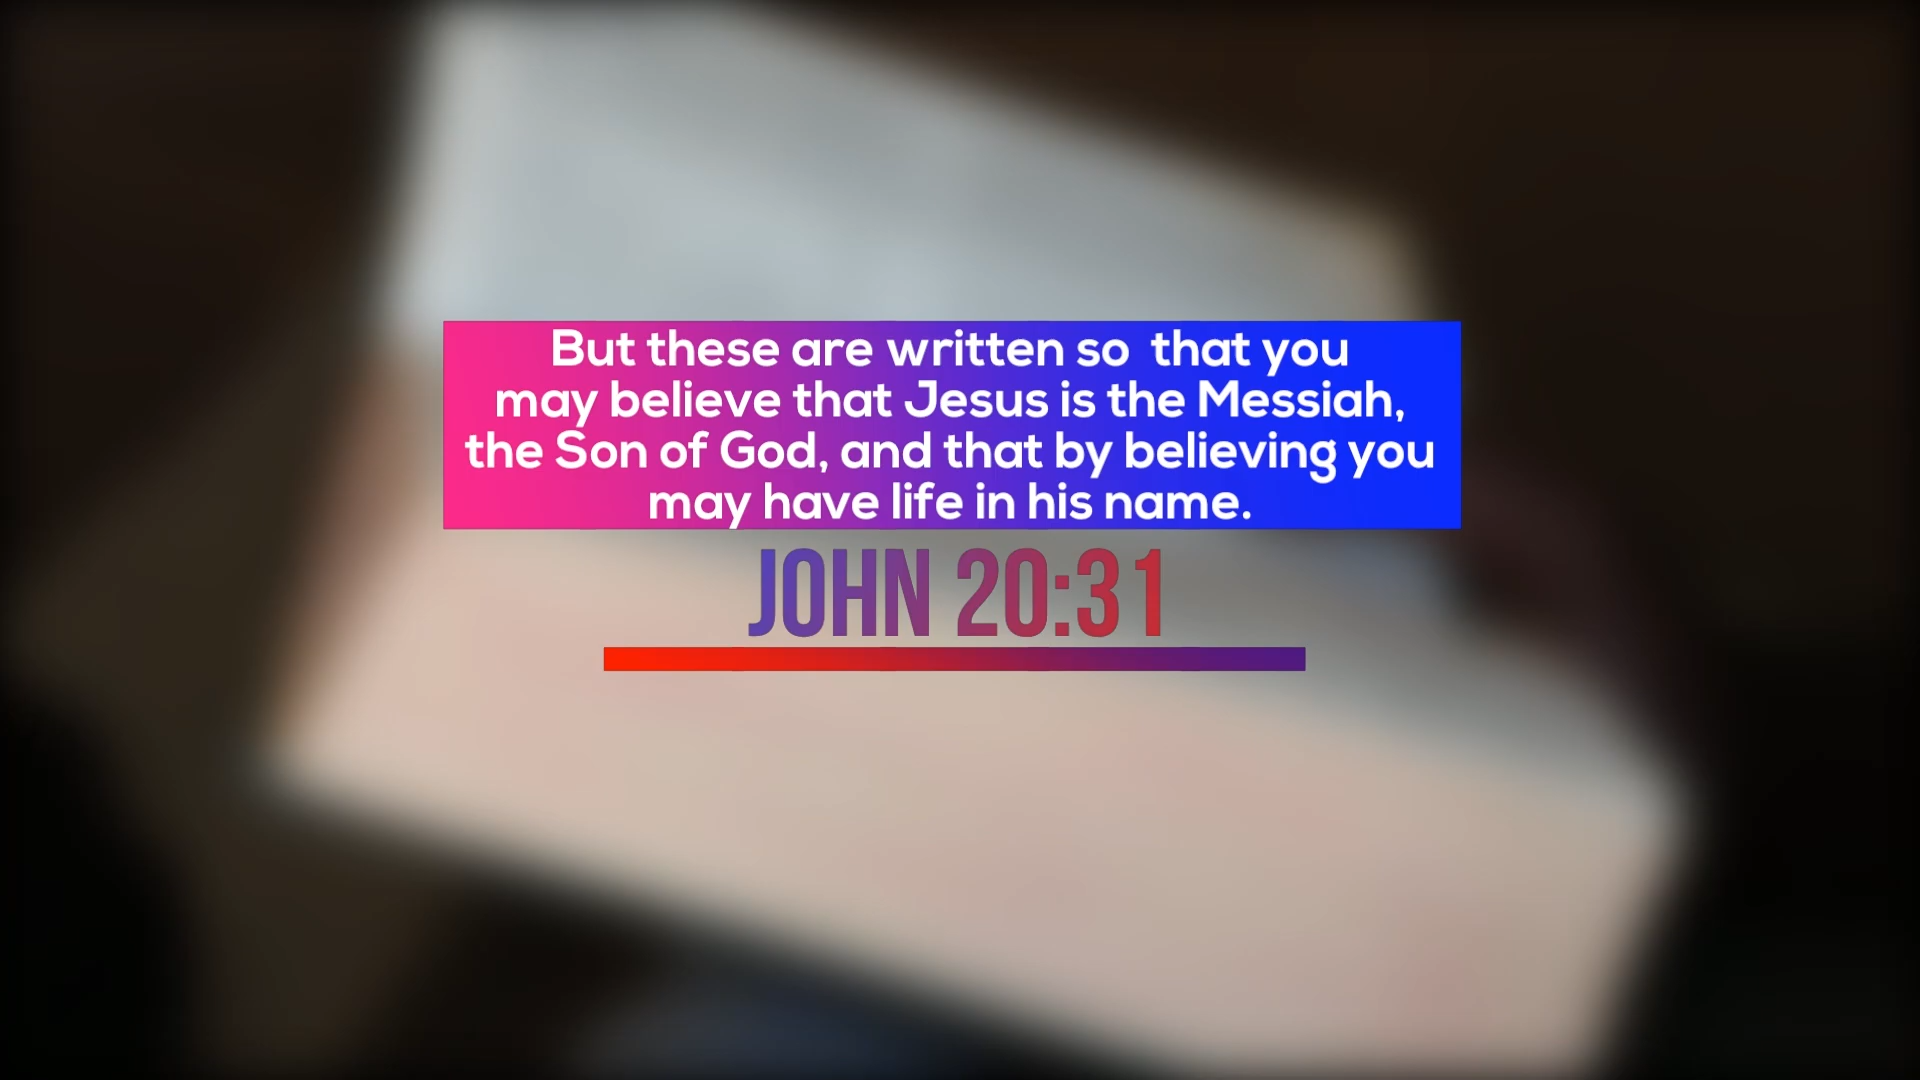 But these are written so that you
may believe that Jesus is the Messiah,
the Son of God, and that by believing you
may have life in his name.
JOHN 20:31